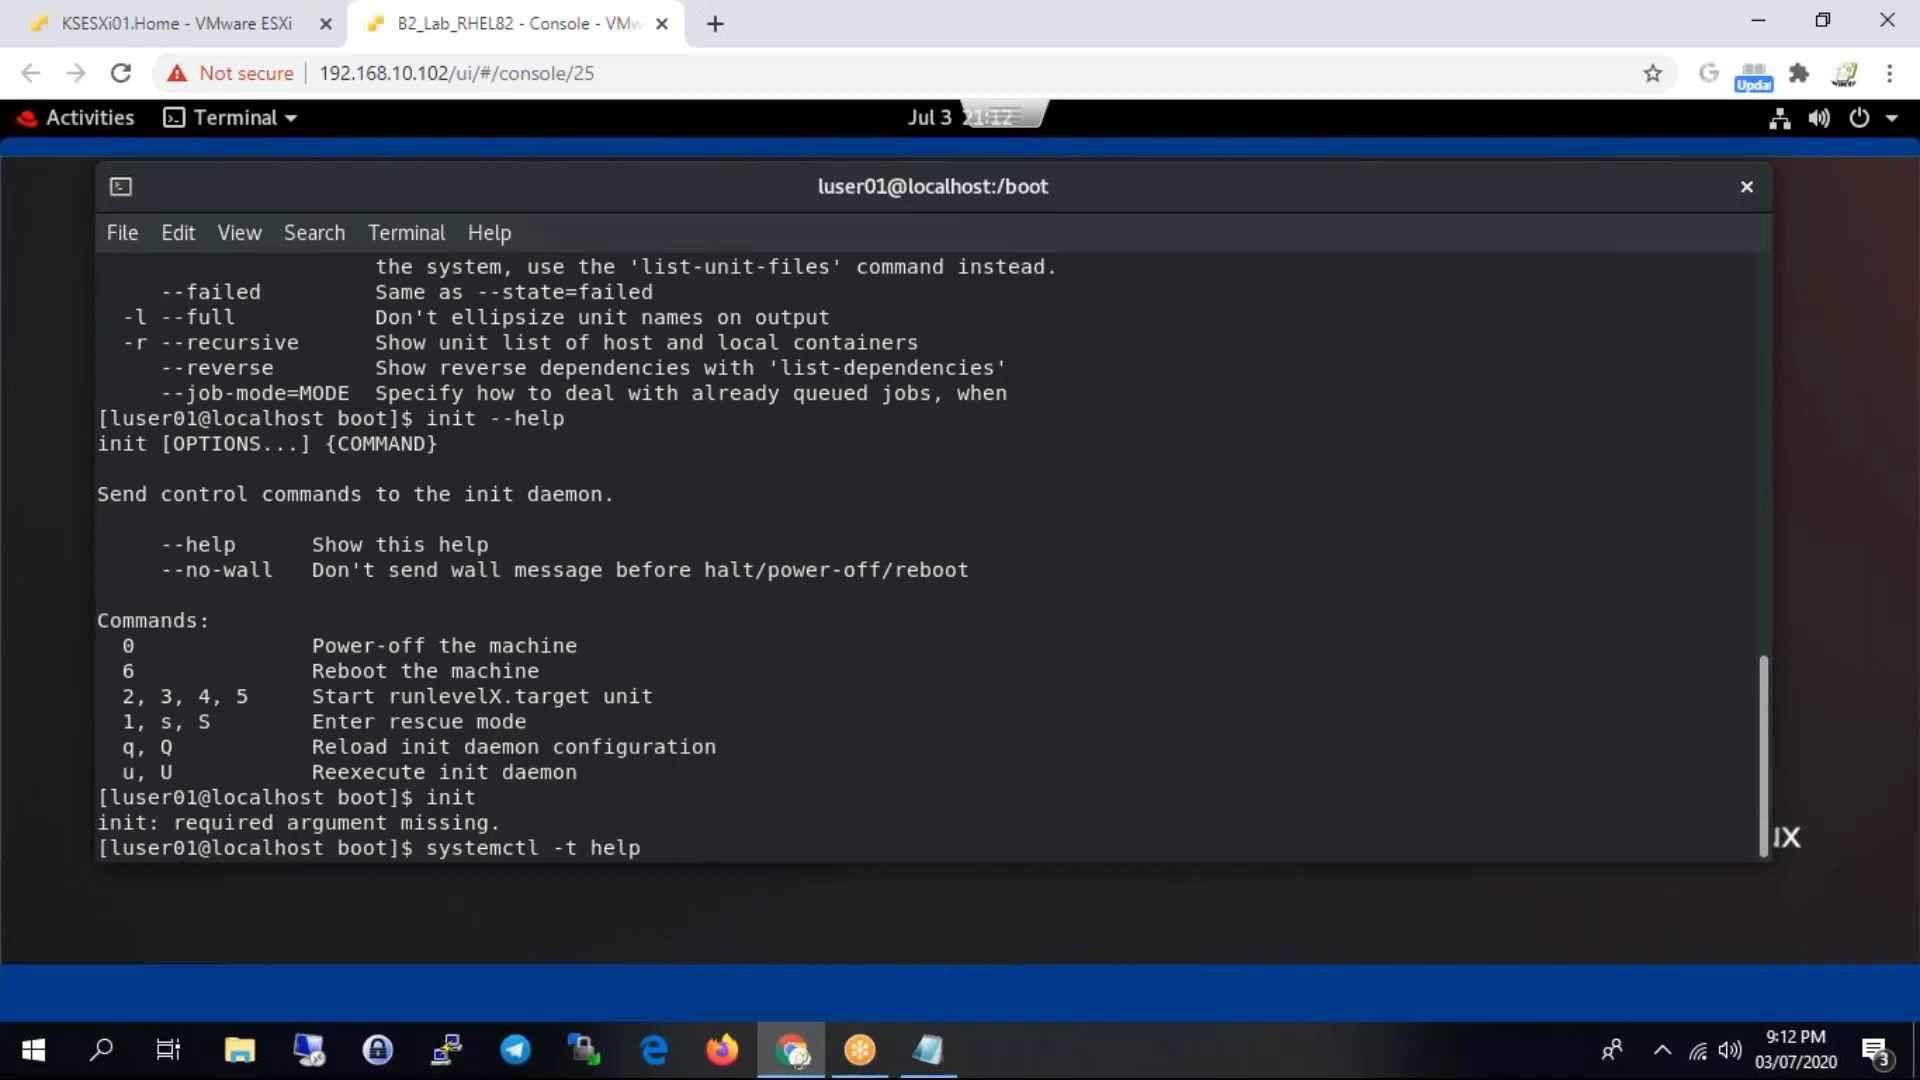 KSESXi01.Home - VMware ESXi
B2_Lab_RHEL82 - Console - VMw
Not secure
192.168.10.102/ui/#/console/25
Updat
Activities
Terminal
Jul 3 21:12
luser01@localhost:/boot
File Edit View Search Terminal Help
the system, use the 'list-unit-files' command instead.
--failed Same as --state=failed
-l --full Don't ellipsize unit names on output
-r --recursive Show unit list of host and local containers
--reverse Show reverse dependencies with 'list-dependencies'
--job-mode=MODE Specify how to deal with already queued jobs, when
[luser01@localhost boot]$ init --help
init [OPTIONS...] {COMMAND}
Send control commands to the init daemon.
--help Show this help
--no-wall Don't send wall message before halt/power-off/reboot
Commands:
0 Power-off the machine
6 Reboot the machine
2, 3, 4, 5 Start runlevelX.target unit
1, s, S Enter rescue mode
q, Q Reload init daemon configuration
u, U Reexecute init daemon
[luser01@localhost boot]$ init
init: required argument missing.
[luser01@localhost boot]$ systemctl -t help
UX
9:12 PM
03/07/2020
3